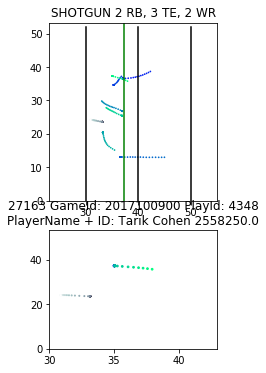 SHOTGUN 2 RB, 3 TE, 2 WR
50
40
30
20
10
0
30 40 50
27163 GameId: 2017100900 PlayId: 4348
PlayerName + ID: Tarik Cohen 2558250.0
40
20
0
30 35 40